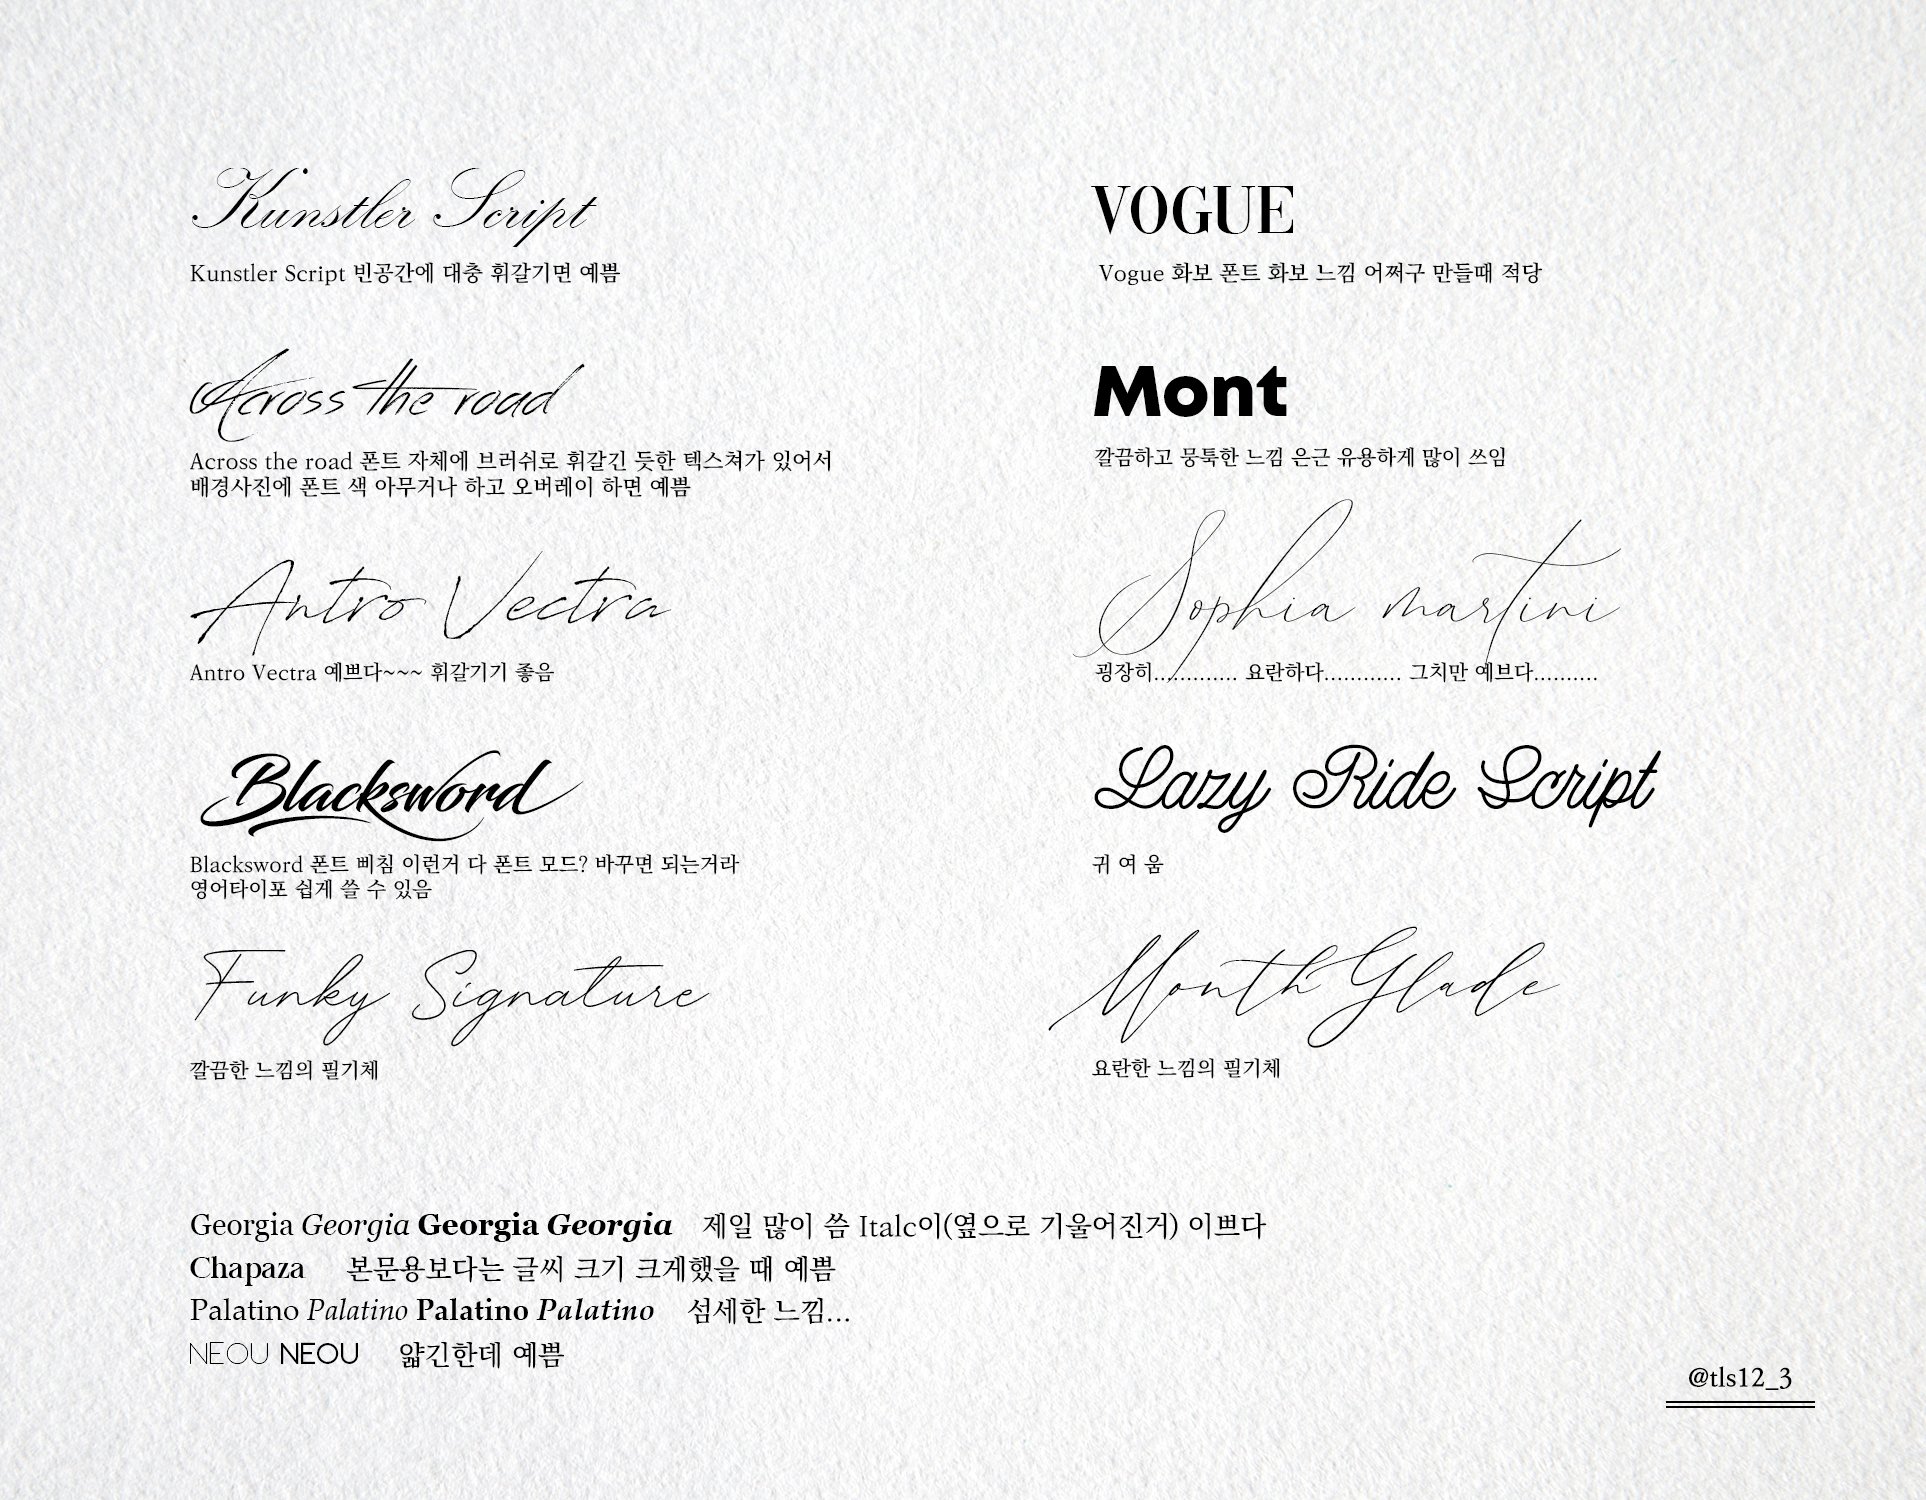 Kunstler Script
Kunstler Script 빈공간에 대충 휘갈기면 예쁨
Across the road
Across the road 폰트 자체에 브러쉬로 휘갈긴 듯한 텍스쳐가 있어서
배경사진에 폰트 색 아무거나 하고 오버레이 하면 예쁨
Antro Vectra
Antro Vectra 예쁘다~~~ 휘갈기기 좋음
Blacksword
Blacksword 폰트 삐침 이런거 다 폰트 모드? 바꾸면 되는거라
영어타이포 쉽게 쓸 수 있음
Funky Signature
깔끔한 느낌의 필기체
VOGUE
Vogue 화보 폰트 화보 느낌 어쩌구 만들때 적당
Mont
깔끔하고 뭉툭한 느낌 은근 유용하게 많이 쓰임
Sophia martini
굉장히............. 요란하다............ 그치만 예브다..........
Lazy Ride Script
귀 여 움
Month Glade
요란한 느낌의 필기체
Georgia Georgia Georgia Georgia 제일 많이 씀 Italc이(옆으로 기울어진거) 이쁘다
Chapaza 본문용보다는 글씨 크기 크게했을 때 예쁨
Palatino Palatino Palatino Palatino 섬세한 느낌...
NEOU NEOU 얇긴한데 예쁨
@tls12_3